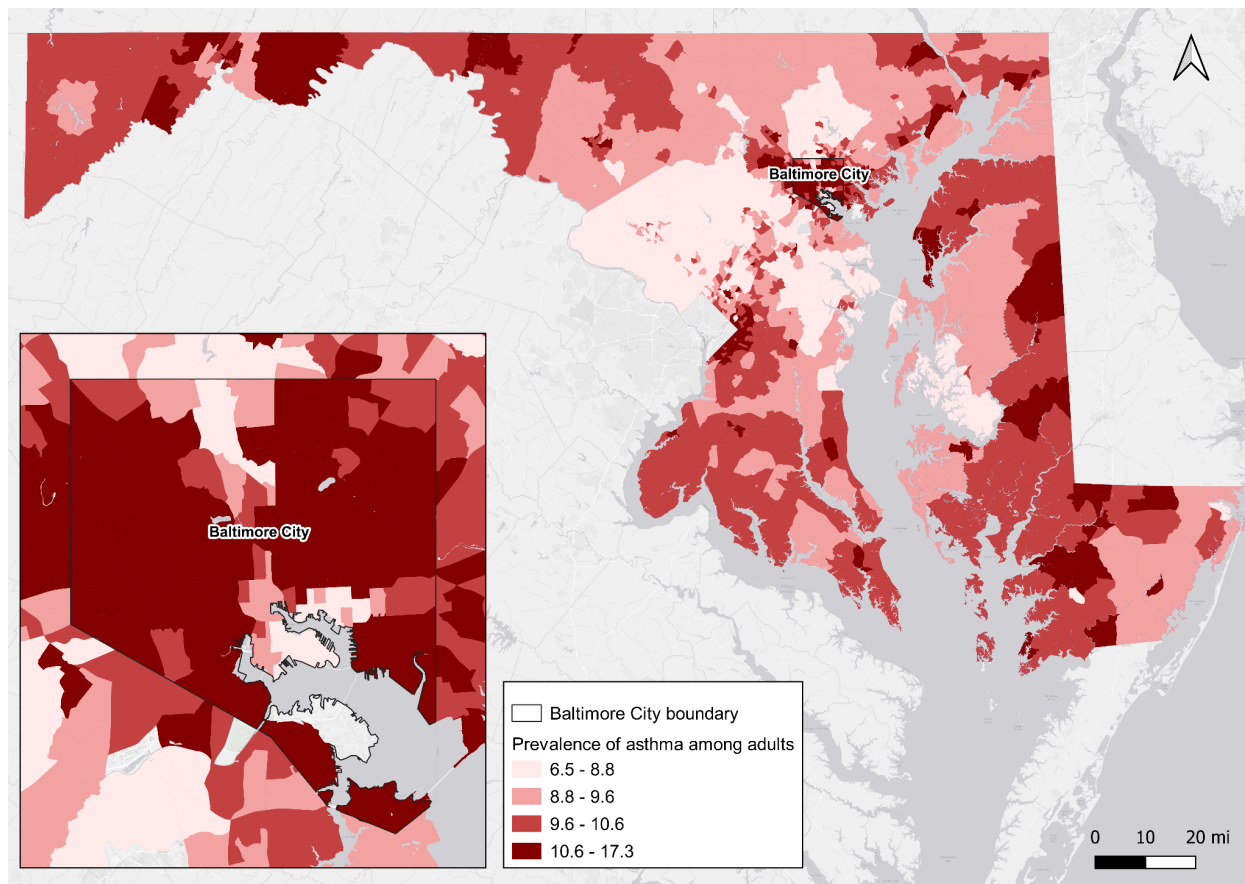 Baltimore City
Baltimore City
Baltimore City boundary
Prevalence of asthma among adults
6.5 - 8.8
8.8 - 9.6
9.6 - 10.6
10.6 - 17.3
0 10 20 mi